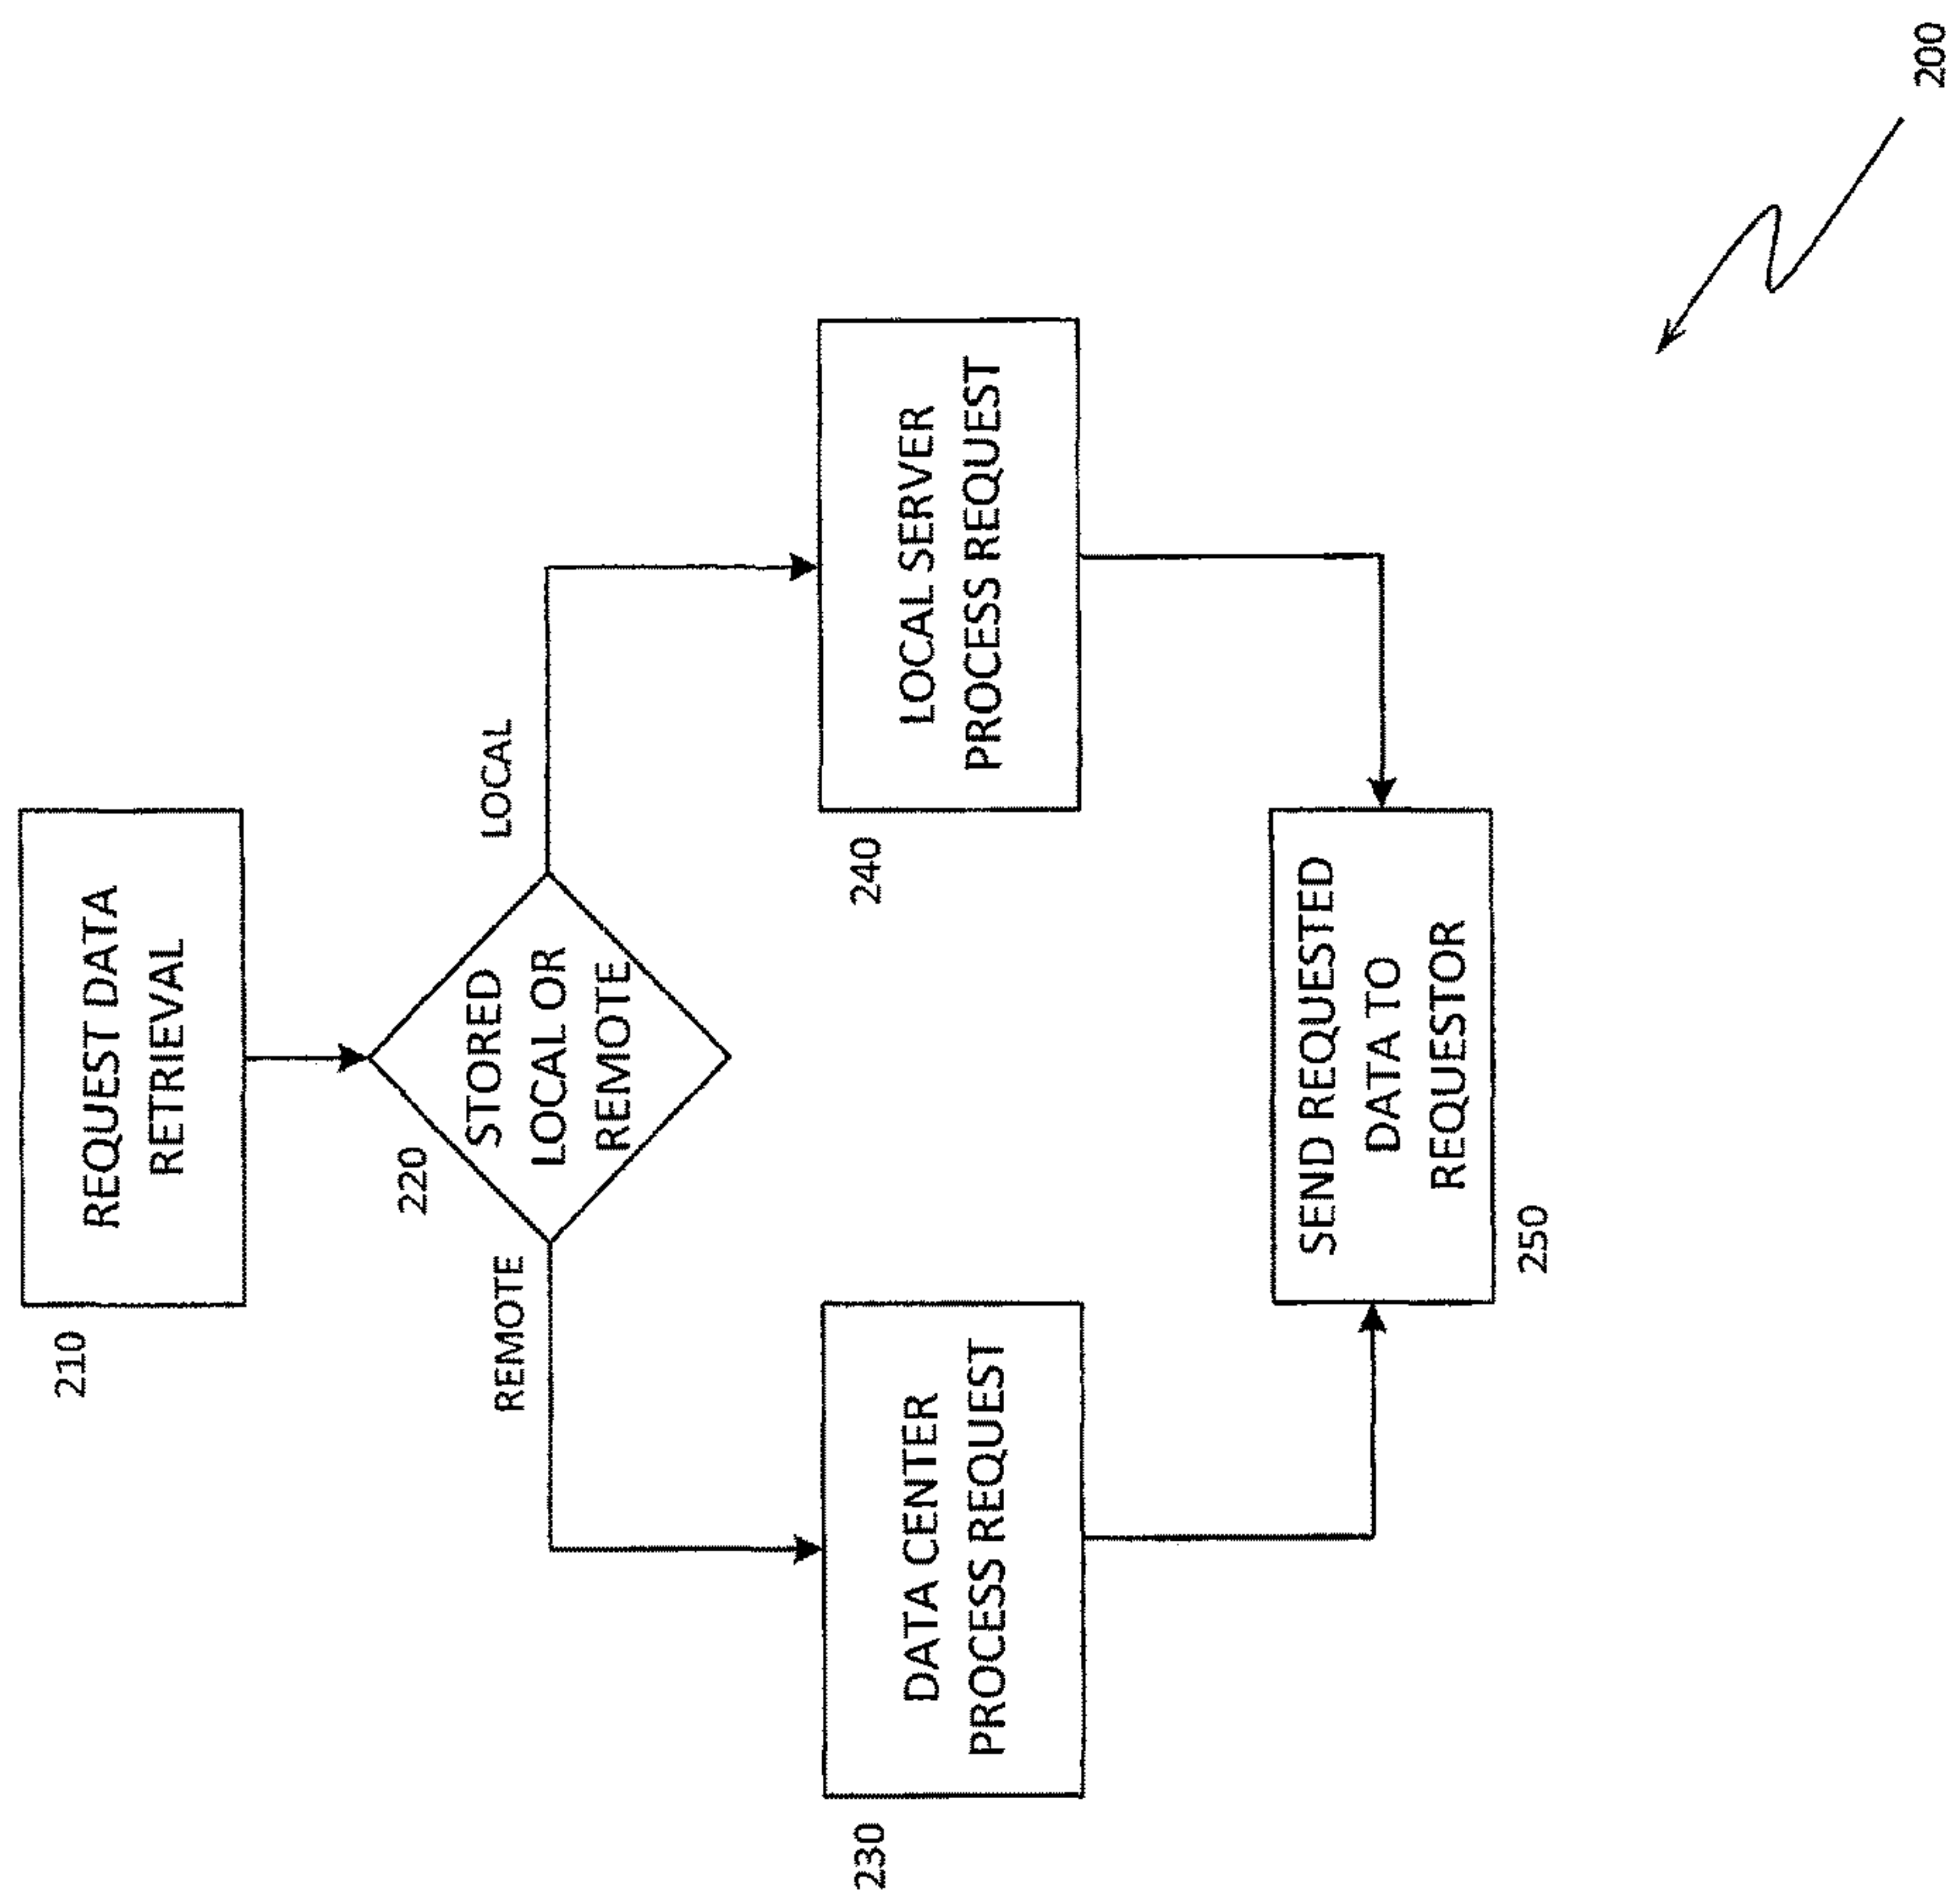 210
REQUEST DATA
RETRIEVAL
220
STORED
LOCAL OR
REMOTE
REMOTE
LOCAL
230
DATA CENTER
PROCESS REQUEST
240
LOCAL SERVER
PROCESS REQUEST
SEND REQUESTED
DATA TO
REQUESTOR
250
200